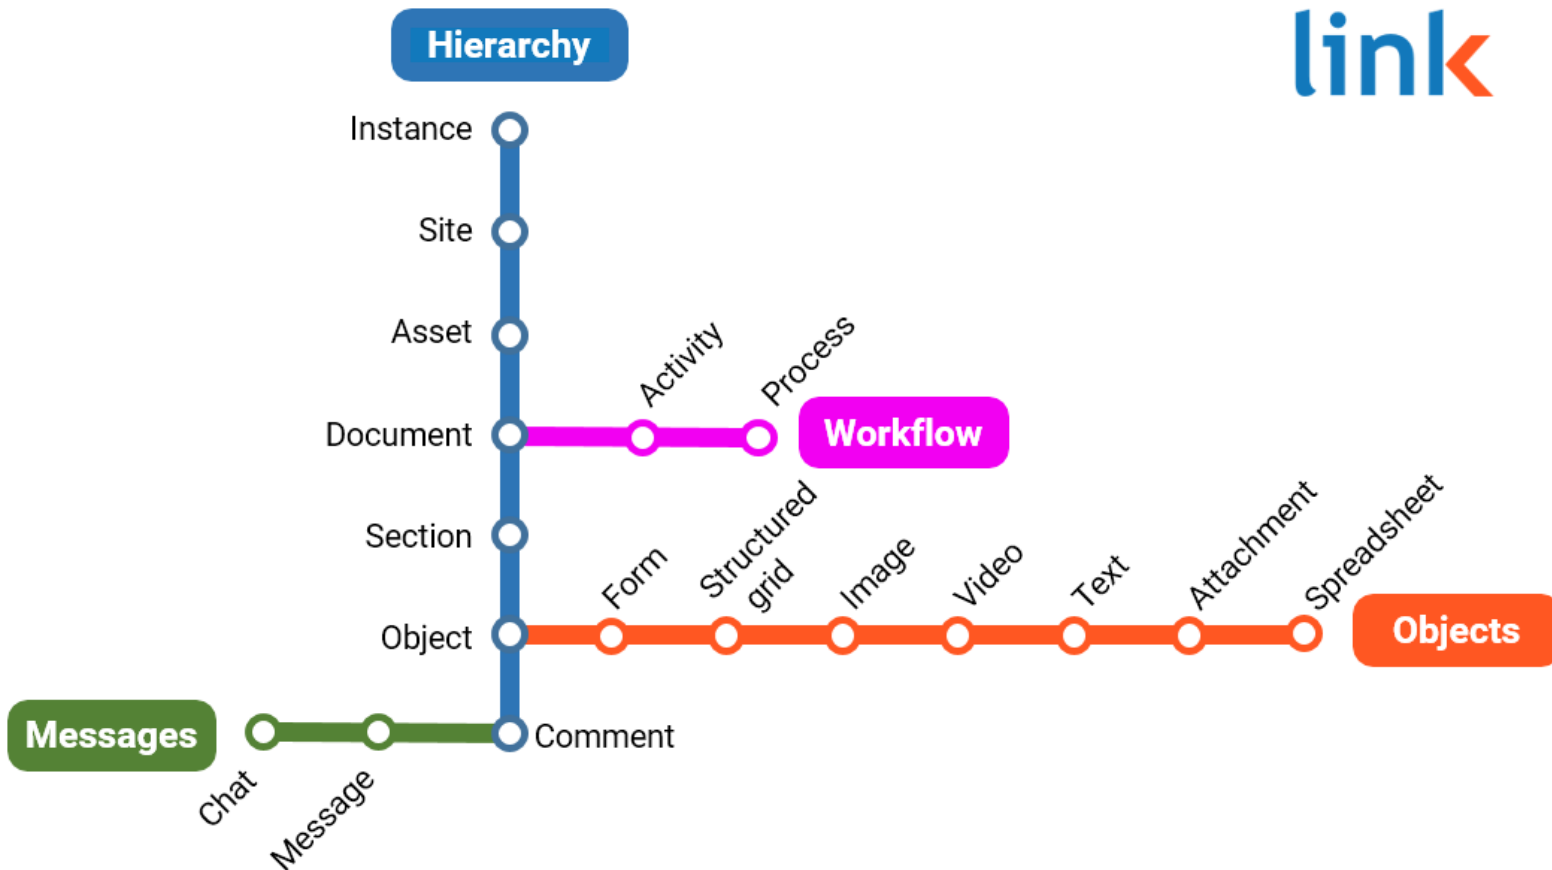 Hierarchy
link
Instance
Site
Asset
Activity
Process
Document
Workflow
Section
Form
Structured
grid
Image
Video
Text
Attachment
Spreadsheet
Object
Objects
Messages
Comment
Chat
Message